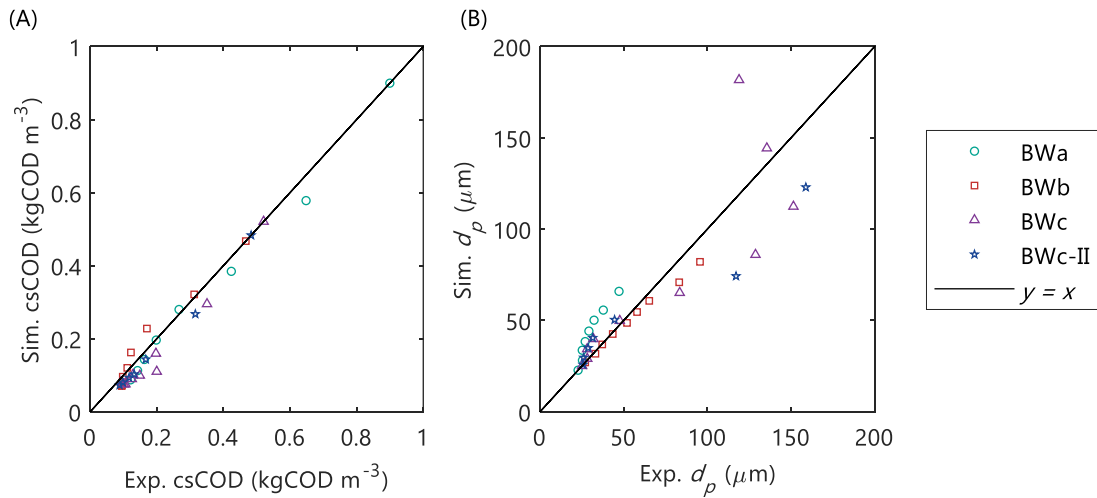 (A)
(B)
1
0.8
0.6
0.4
0.2
0
0
0.2
0.4
0.6
0.8
1
Sim. csCOD (kgCOD m⁻³)
Exp. csCOD (kgCOD m⁻³)
200
150
100
50
0
0
50
100
150
200
Sim. dₚ (μm)
Exp. dₚ (μm)
BWa
BWb
BWc
BWc-II
y = x